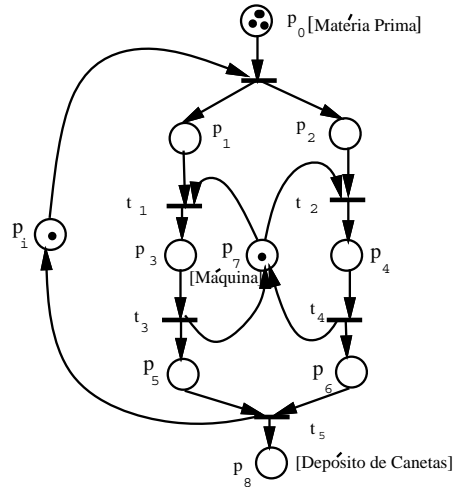 p0 [Matéria Prima]
p1
p2
t1
t2
pi
p3
p7
p4
[Máquina]
t3
t4
p5
p6
t5
p8
[Depósito de Canetas]